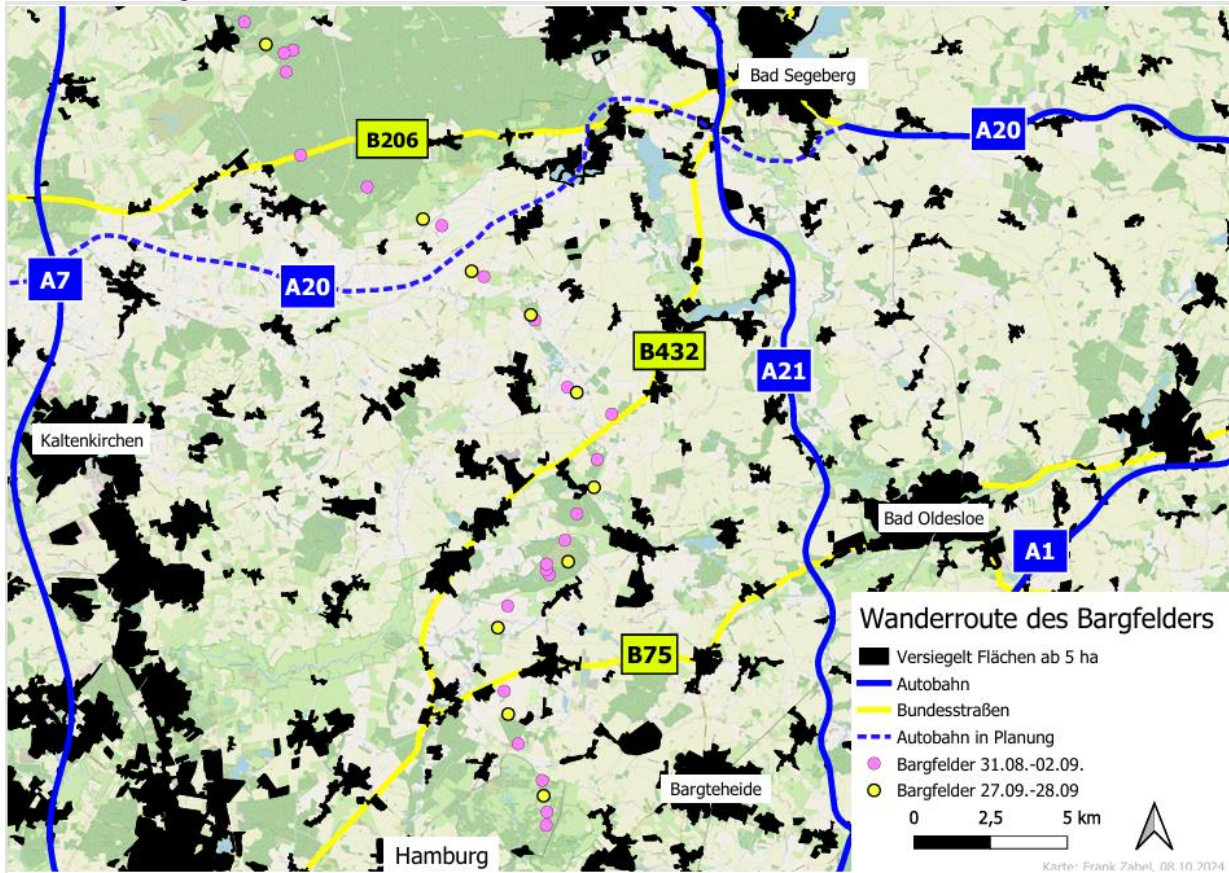 Bad Segeberg
A20
B206
A7
A20
B432
A21
Kaltenkirchen
Bad Oldesloe
A1
B75
Bargteheide
Hamburg
Wanderroute des Bargfelders
Versiegelt Flächen ab 5 ha
Autobahn
Bundesstraßen
Autobahn in Planung
Bargfelder 31.08.-02.09.
Bargfelder 27.09.-28.09
0 2,5 5 km
Karte: Frank Zabel, 08.10.2024